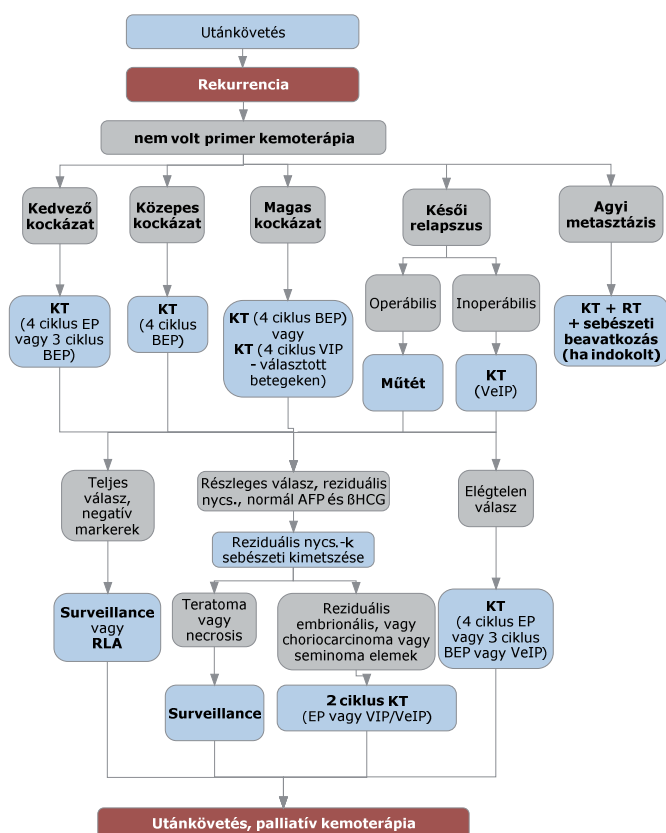 Utánkövetés
Rekurrencia
nem volt primer kemoterápia
Kedvező
kockázat
Közepes
kockázat
Magas
kockázat
Késői
relapszus
Agyi
metasztázis
KT
(4 ciklus EP
vagy 3 ciklus
BEP)
KT
(4 ciklus
BEP)
KT (4 ciklus BEP)
vagy
KT (4 ciklus VIP
- választott
betegeken)
Operábilis
Inoperábilis
Műtét
KT
(VeIP)
KT + RT
+ sebészeti
beavatkozás
(ha indokolt)
Teljes
válasz,
negatív
markerek
Részleges válasz, reziduális
nycs., normál AFP és ßHCG
Elégtelen
válasz
Reziduális nycs.-k
sebészeti kimetszése
Surveillance
vagy
RLA
Teratoma
vagy
necrosis
Reziduális
embrionális, vagy
choriocarcinoma vagy
seminoma elemek
KT
(4 ciklus EP
vagy 3 ciklus
BEP vagy VeIP)
Surveillance
2 ciklus KT
(EP vagy VIP/VeIP)
Utánkövetés, palliatív kemoterápia